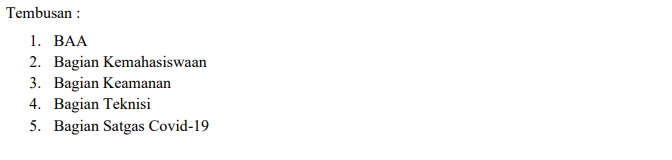 Tembusan :
1. BAA
2. Bagian Kemahasiswaan
3. Bagian Keamanan
4. Bagian Teknisi
5. Bagian Satgas Covid-19